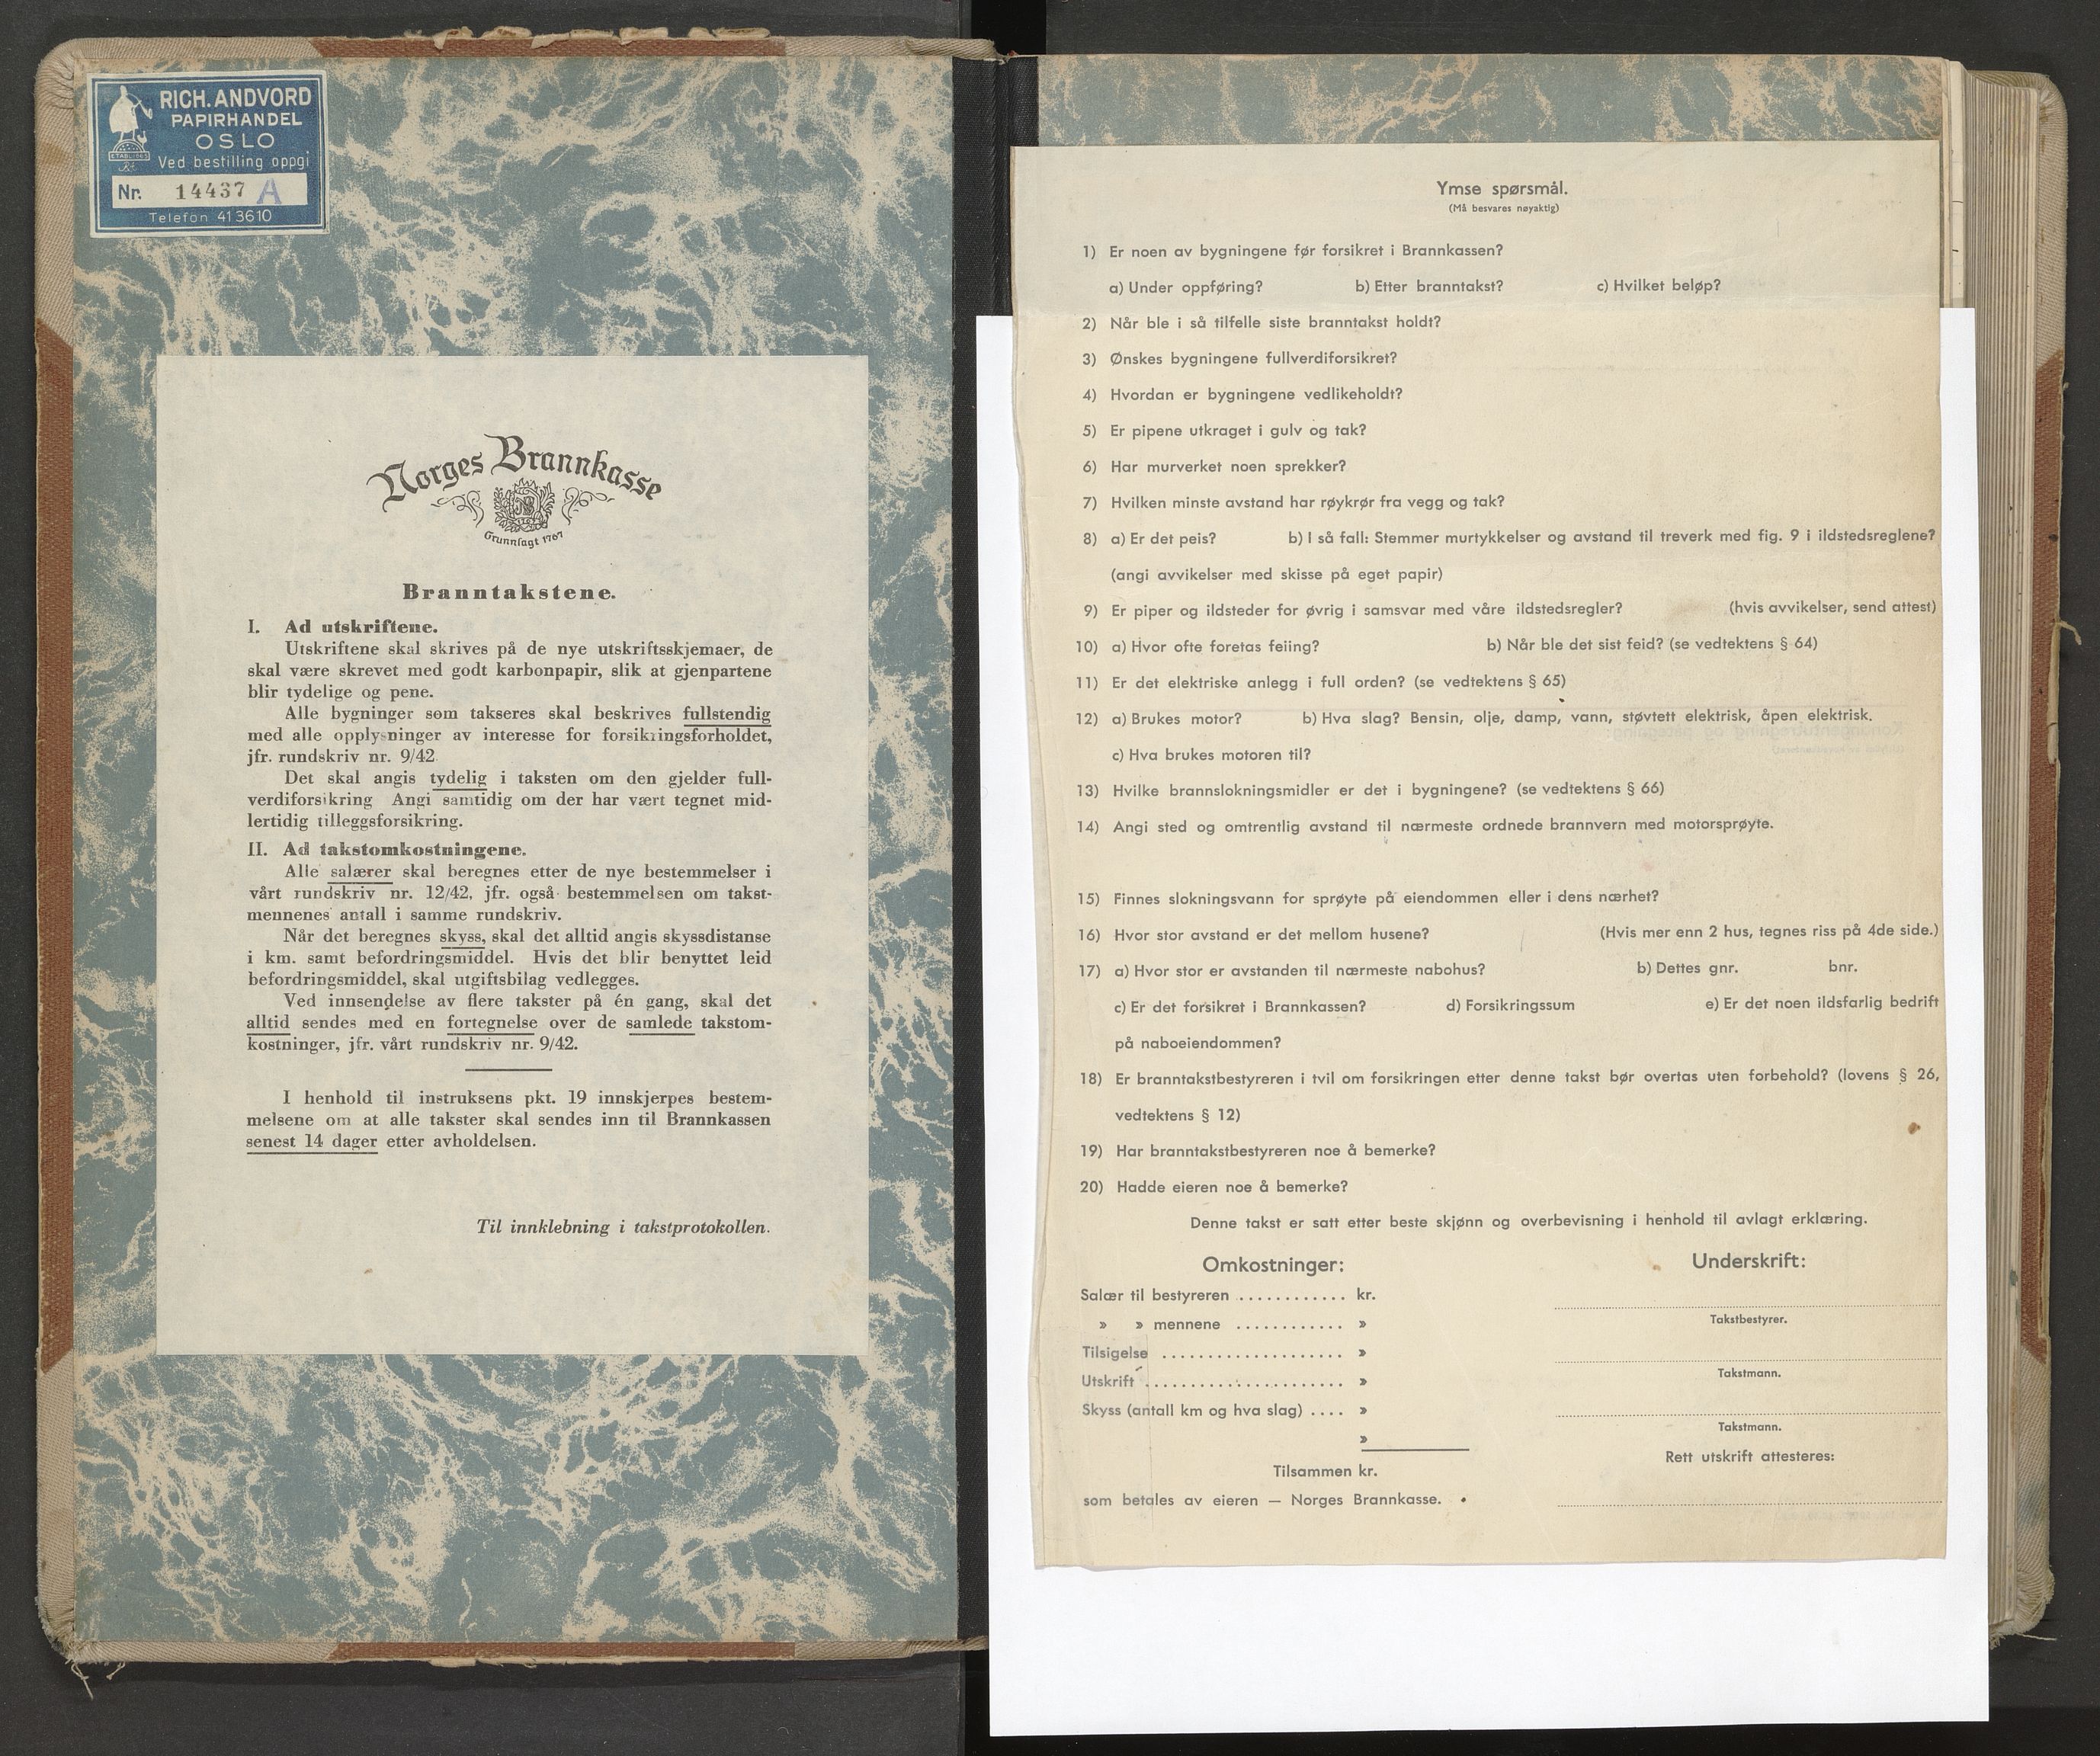 RICH. ANDVORD
PAPIRHANDEL
OSLO
Ved bestilling oppgi
Nr. 14437 A
Telefon 413610
Norges Brannkasse
Grunnlagt 1767
Branntakstene.
I. Ad utskriftene.
Utskriftene skal skrives på de nye utskriftsskjemaer, de
skal være skrevet med godt karbonpapir, slik at gjenpartene
blir tydelige og pene.
Alle bygninger som takseres skal beskrives fullstendig
med alle opplysninger av interesse for forsikringsforholdet,
jfr. rundskriv nr. 9/42
Det skal angis tydelig i taksten om den gjelder full-
verdiforsikring Angi samtidig om der har vært tegnet mid-
lertidig tilleggsforsikring.
II. Ad takstomkostningene.
Alle salærer skal beregnes etter de nye bestemmelser i
vårt rundskriv nr. 12/42, jfr. også bestemmelsen om takst-
mennenes antall i samme rundskriv.
Når det beregnes skyss, skal det alltid angis skyssdistanse
i km. samt befordringsmiddel. Hvis det blir benyttet leid
befordringsmiddel, skal utgiftsbilag vedlegges.
Ved innsendelse av flere takster på én gang, skal det
alltid sendes med en fortegnelse over de samlede takstom-
kostninger, jfr. vårt rundskriv nr. 9/42.
I henhold til instruksens pkt. 19 innskjerpes bestem-
melsene om at alle takster skal sendes inn til Brannkassen
senest 14 dager etter avholdelsen.
Til innklebning i takstprotokollen.
Ymse spørsmål.
(Må besvares nøyaktig)
1) Er noen av bygningene før forsikret i Brannkassen?
a) Under oppføring? b) Etter branntakst? c) Hvilket beløp?
2) Når ble i så tilfelle siste branntakst holdt?
3) Ønskes bygningene fullverdiforsikret?
4) Hvordan er bygningene vedlikeholdt?
5) Er pipene utkraget i gulv og tak?
6) Har murverket noen sprekker?
7) Hvilken minste avstand har røykrør fra vegg og tak?
8) a) Er det peis? b) I så fall: Stemmer murtykkelser og avstand til treverk med fig. 9 i ildstedsreglene?
(angi avvikelser med skisse på eget papir)
9) Er piper og ildsteder for øvrig i samsvar med våre ildstedsregler? (hvis avvikelser, send attest)
10) a) Hvor ofte foretas feiing? b) Når ble det sist feid? (se vedtektens § 64)
11) Er det elektriske anlegg i full orden? (se vedtektens § 65)
12) a) Brukes motor? b) Hva slag? Bensin, olje, damp, vann, støvtett elektrisk, åpen elektrisk.
c) Hva brukes motoren til?
13) Hvilke brannslokningsmidler er det i bygningene? (se vedtektens § 66)
14) Angi sted og omtrentlig avstand til nærmeste ordnede brannvern med motorsprøyte.
15) Finnes slokningsvann for sprøyte på eiendommen eller i dens nærhet?
16) Hvor stor avstand er det mellom husene? (Hvis mer enn 2 hus, tegnes riss på 4de side.)
17) a) Hvor stor er avstanden til nærmeste nabohus? b) Dettes gnr. bnr.
c) Er det forsikret i Brannkassen? d) Forsikringssum e) Er det noen ildsfarlig bedrift
på naboeiendommen?
18) Er branntakstbestyreren i tvil om forsikringen etter denne takst bør overtas uten forbehold? (lovens § 26,
vedtektens § 12)
19) Har branntakstbestyreren noe å bemerke?
20) Hadde eieren noe å bemerke?
Denne takst er satt etter beste skjønn og overbevisning i henhold til avlagt erklæring.
Omkostninger:
Salær til bestyreren ............ kr.
» » mennene ............ »
Tilsigelse .................... »
Utskrift ...................... »
Skyss (antall km og hva slag) .... »
»
Tilsammen kr.
som betales av eieren — Norges Brannkasse.
Underskrift:
Takstbestyrer.
Takstmann.
Takstmann.
Rett utskrift attesteres: